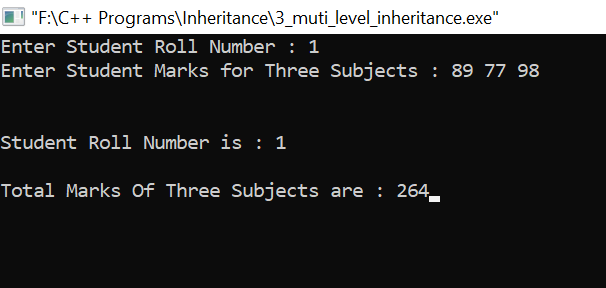 "F:\C++ Programs\Inheritance\3_muti_level_inheritance.exe"
Enter Student Roll Number : 1
Enter Student Marks for Three Subjects : 89 77 98
Student Roll Number is : 1
Total Marks Of Three Subjects are : 264